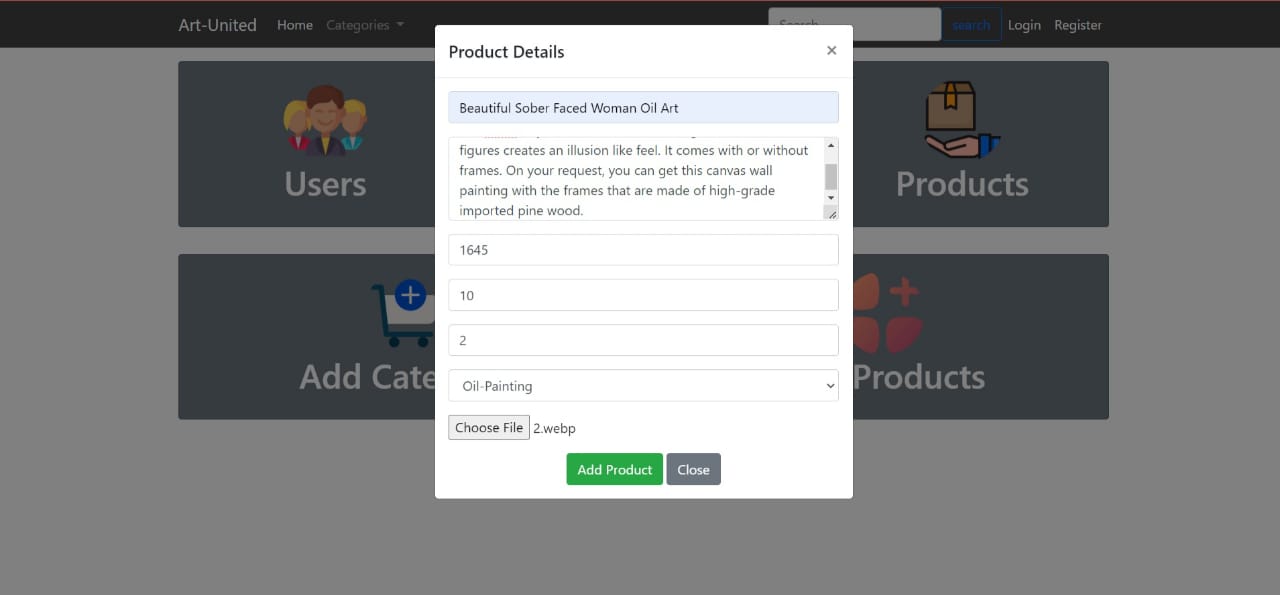 Art-United Home Categories Search search Login Register
Product Details ×
Beautiful Sober Faced Woman Oil Art
figures creates an illusion like feel. It comes with or without
frames. On your request, you can get this canvas wall
painting with the frames that are made of high-grade
imported pine wood.
1645
10
2
Oil-Painting
Choose File 2.webp
Add Product Close
Users
Products
Add Cate
Products